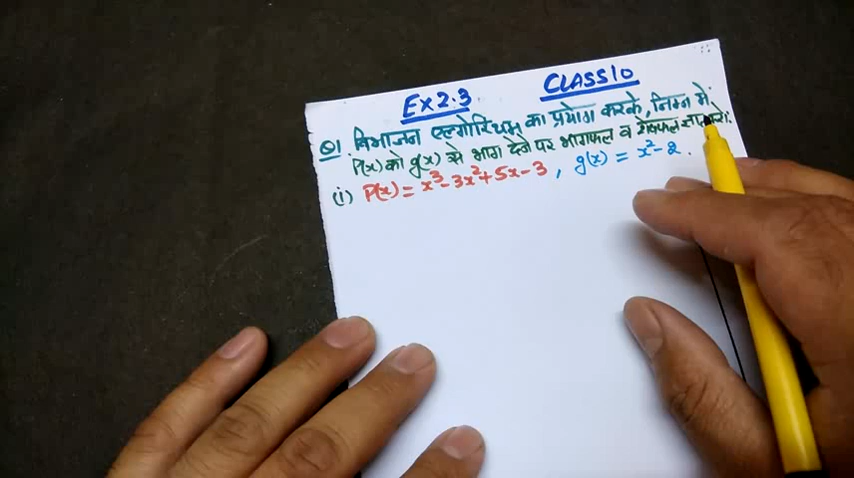 Ex 2.3 CLASS 10
Q1 विभाजन एल्गोरिथम का प्रयोग करके, निम्न में
P(x) को g(x) से भाग देने पर भागफल व शेषफल ज्ञात करो।
(i) P(x) = x³-3x²+5x-3, g(x) = x²-2.